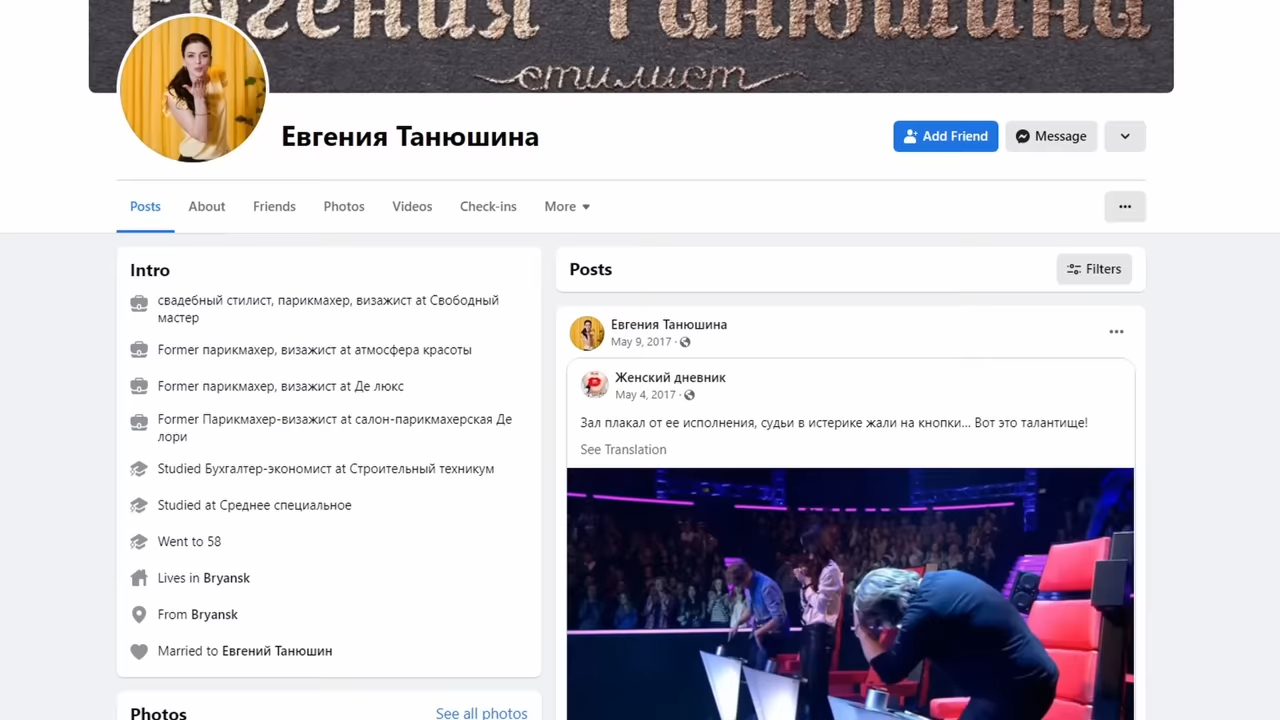 Евгения Танюшина
стилист
Евгения Танюшина
Add Friend
Message
Posts
About
Friends
Photos
Videos
Check-ins
More
Intro
свадебный стилист, парикмахер, визажист at Свободный
мастер
Former парикмахер, визажист at атмосфера красоты
Former парикмахер, визажист at Де люкс
Former Парикмахер-визажист at салон-парикмахерская Де
лори
Studied Бухгалтер-экономист at Строительный техникум
Studied at Среднее специальное
Went to 58
Lives in Bryansk
From Bryansk
Married to Евгений Танюшин
Photos
See all photos
Posts
Filters
Евгения Танюшина
May 9, 2017 ·
Женский дневник
May 4, 2017 ·
Зал плакал от ее исполнения, судьи в истерике жали на кнопки... Вот это талантище!
See Translation